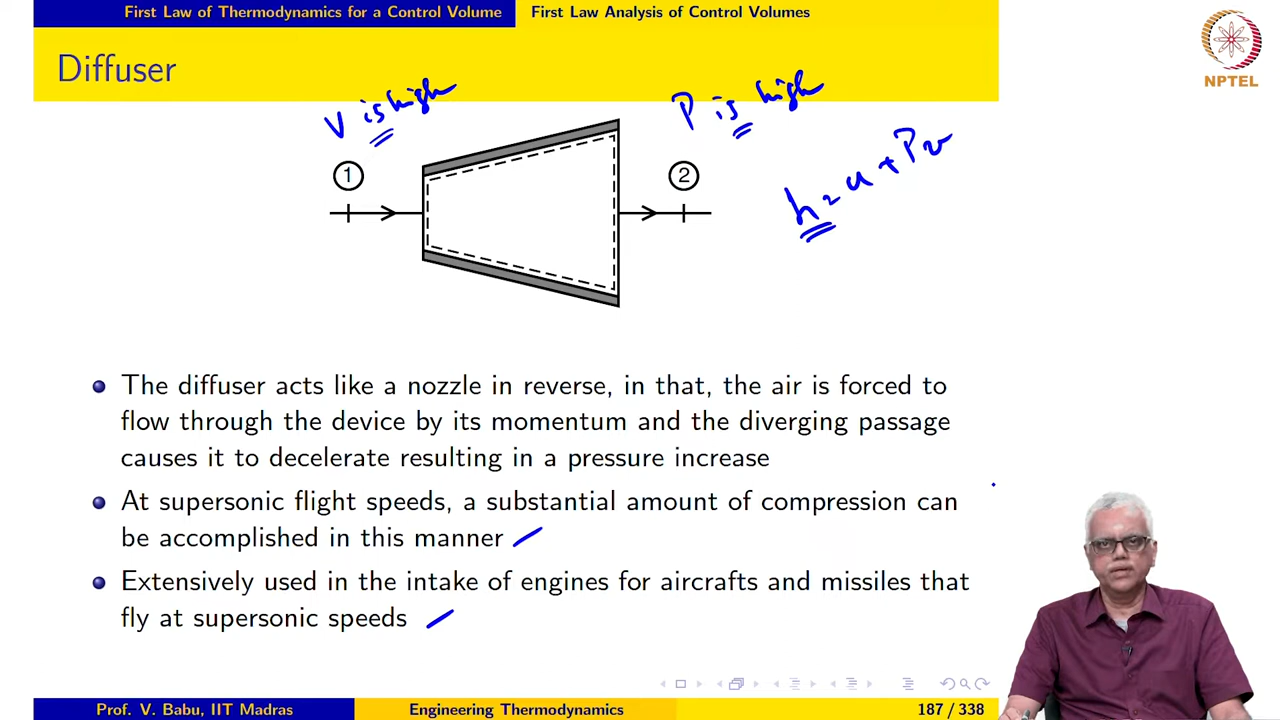 First Law of Thermodynamics for a Control Volume First Law Analysis of Control Volumes
Diffuser
NPTEL
V is high
P is high
1
2
h = u + Pv
The diffuser acts like a nozzle in reverse, in that, the air is forced to
flow through the device by its momentum and the diverging passage
causes it to decelerate resulting in a pressure increase
At supersonic flight speeds, a substantial amount of compression can
be accomplished in this manner
Extensively used in the intake of engines for aircrafts and missiles that
fly at supersonic speeds
Prof. V. Babu, IIT Madras Engineering Thermodynamics 187 / 338